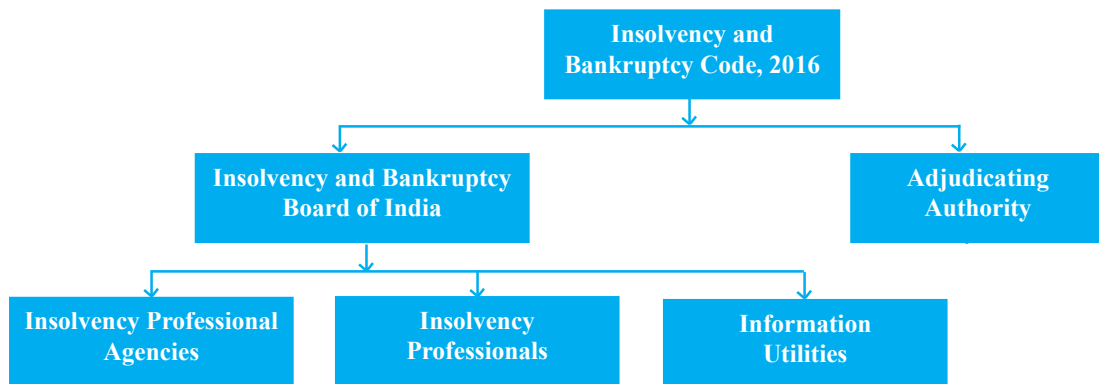 Insolvency and
Bankruptcy Code, 2016
Insolvency and Bankruptcy
Board of India
Adjudicating
Authority
Insolvency Professional
Agencies
Insolvency
Professionals
Information
Utilities